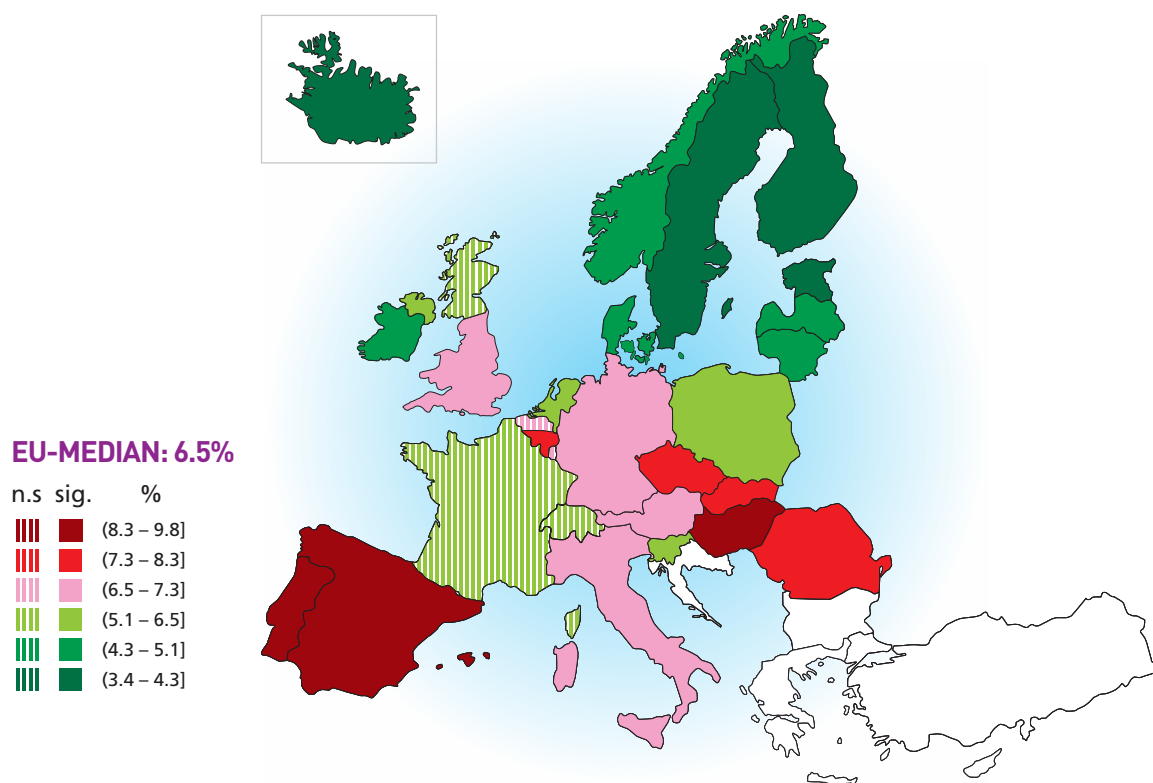 EU-MEDIAN: 6.5%
n.s sig. %
(8.3 – 9.8]
(7.3 – 8.3]
(6.5 – 7.3]
(5.1 – 6.5]
(4.3 – 5.1]
(3.4 – 4.3]